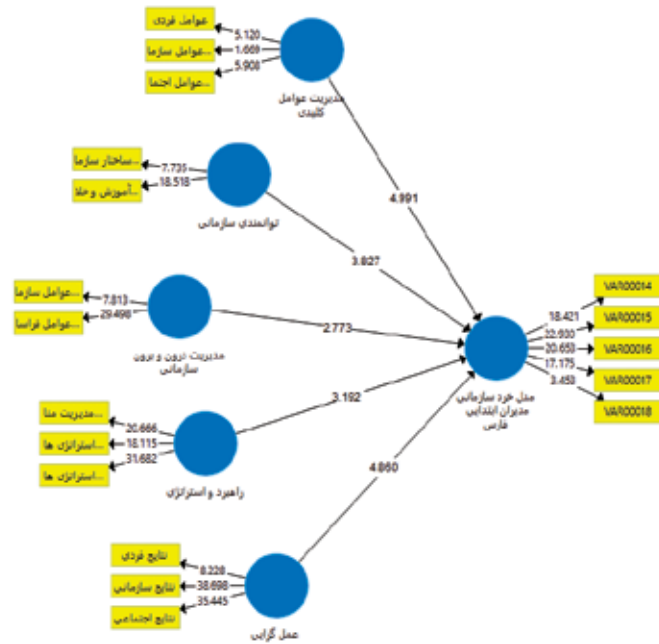 عوامل فردی
عوامل سازما...
عوامل اجتما...
5.120
1.669
5.908
مدیریت عوامل
کلیدی
4.991
ساختار سازما...
آموزش و خلا...
7.735
18.518
توانمندی سازمانی
3.827
عوامل سازما...
عوامل فراسا...
7.813
29.498
مدیریت درون و برون
سازمانی
2.773
مدیریت منا...
استراتژی ها...
استراتژی ها...
20.666
18.115
31.682
راهبرد و استراتژی
3.192
نتایج فردی
نتایج سازمانی
نتایج اجتماعی
8.228
38.698
35.445
عمل گرایی
4.860
مدل خرد سازمانی
مدیران ابتدایی
فارس
18.421
20.653
17.175
3.453
VAR00014
VAR00015
VAR00016
VAR00017
VAR00018